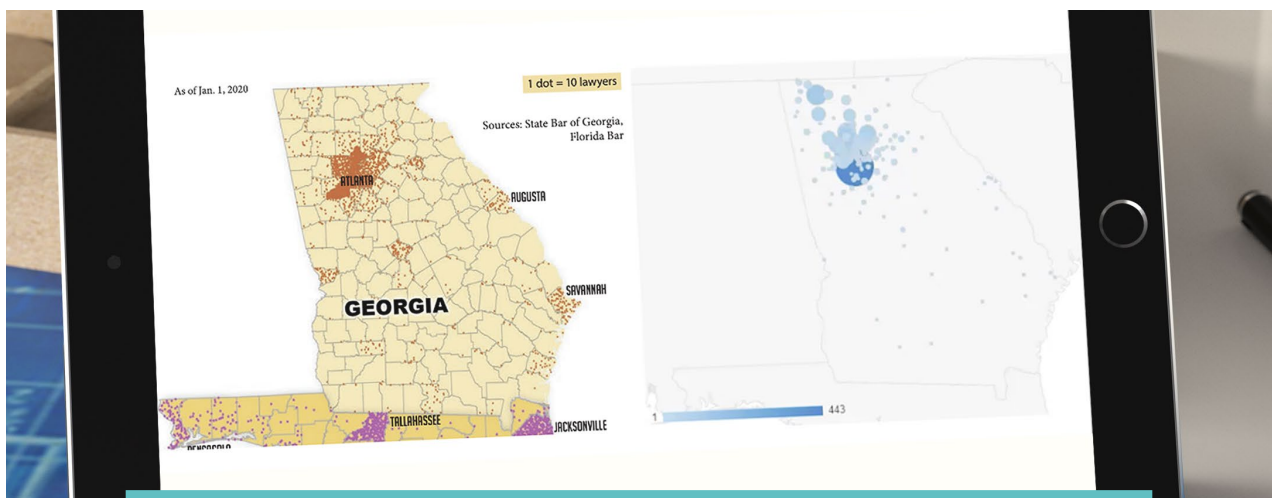 As of Jan. 1, 2020
1 dot = 10 lawyers
Sources: State Bar of Georgia,
Florida Bar
ATLANTA
AUGUSTA
SAVANNAH
GEORGIA
TALLAHASSEE
JACKSONVILLE
PENSACOLA
1
443